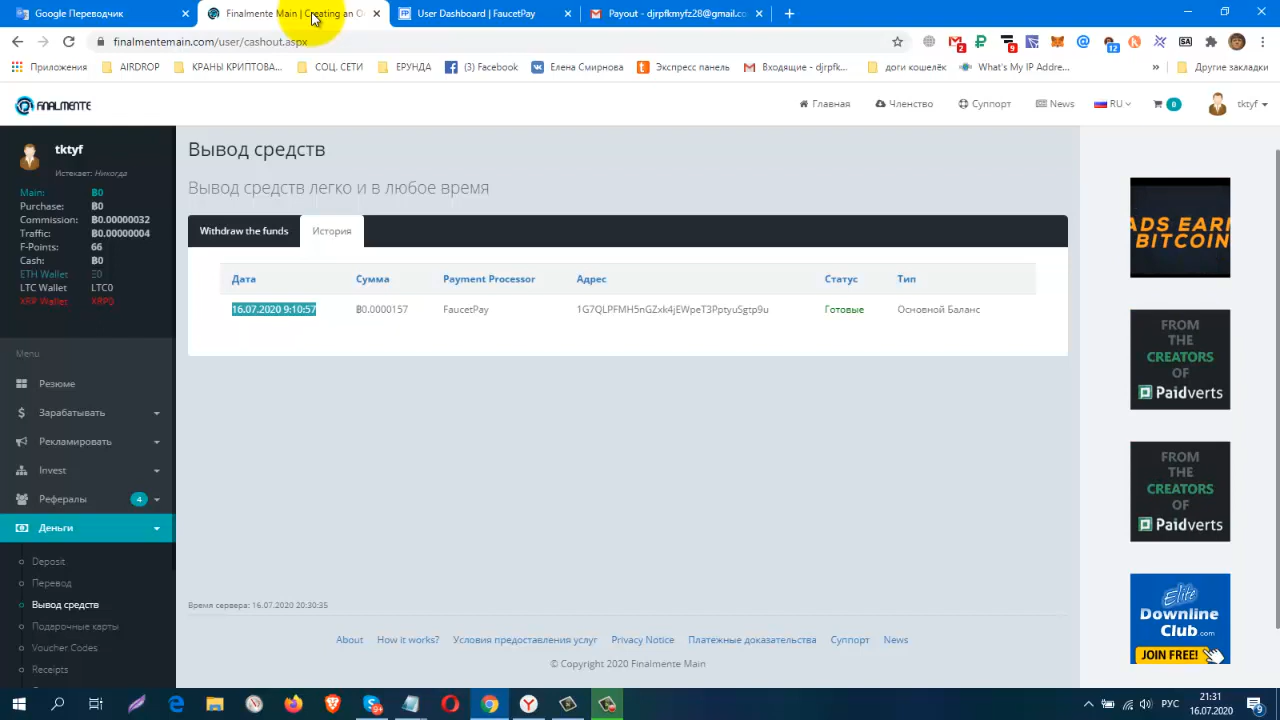 Google Переводчик
Finalmente Main | Creating an O
User Dashboard | FaucetPay
Payout - djrpfkmyfz28@gmail.co
finalmentemain.com/user/cashout.aspx
Приложения
AIRDROP
КРАНЫ КРИПТОВА...
СОЦ. СЕТИ
ЕРУНДА
(3) Facebook
Елена Смирнова
Экспресс панель
Входящие - djrpfk...
доги кошелёк
What's My IP Addre...
»
Другие закладки
FINALMENTE
Главная
Членство
Суппорт
News
RU
0
tktyf
tktyf
Истекает: Никогда
Main: ฿0
Purchase: ฿0
Commission: ฿0.00000032
Traffic: ฿0.00000004
F-Points: 66
Cash: ฿0
ETH Wallet Ξ0
LTC Wallet LTC0
XRP Wallet XRP0
Menu
Резюме
Зарабатывать
Рекламировать
Invest
Рефералы 4
Деньги
Deposit
Перевод
Вывод средств
Подарочные карты
Voucher Codes
Receipts
Вывод средств
Вывод средств легко и в любое время
Withdraw the funds
История
Дата Сумма Payment Processor Адрес Статус Тип
16.07.2020 9:10:57 ฿0.0000157 FaucetPay 1G7QLPFMH5nGZxk4jEWpeT3PptyuSgtp9u Готовые Основной Баланс
Время сервера: 16.07.2020 20:30:35
About How it works? Условия предоставления услуг Privacy Notice Платежные доказательства Суппорт News
© Copyright 2020 Finalmente Main
ADS EARN
BITCOIN
FROM
THE
CREATORS
OF
Paidverts
FROM
THE
CREATORS
OF
Paidverts
Elite
Downline
Club.com
JOIN FREE!
РУС
21:31
16.07.2020